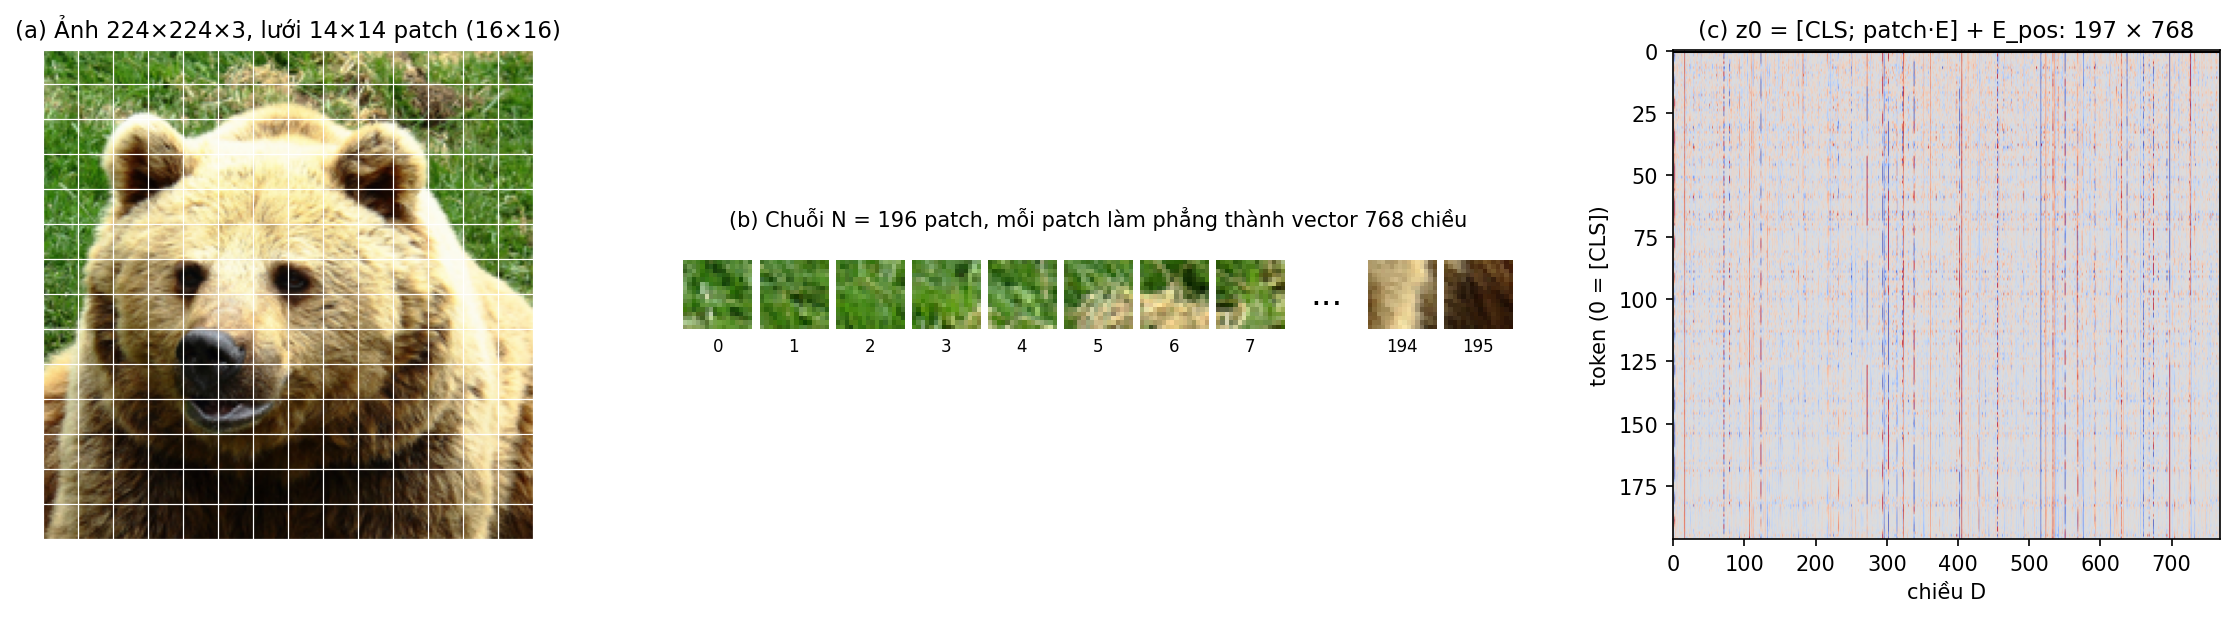 (a) Ảnh 224×224×3, lưới 14×14 patch (16×16)
(b) Chuỗi N = 196 patch, mỗi patch làm phẳng thành vector 768 chiều
0 1 2 3 4 5 6 7 ... 194 195
(c) z0 = [CLS; patch·E] + E_pos: 197 × 768
token (0 = [CLS])
0
25
50
75
100
125
150
175
0 100 200 300 400 500 600 700
chiều D